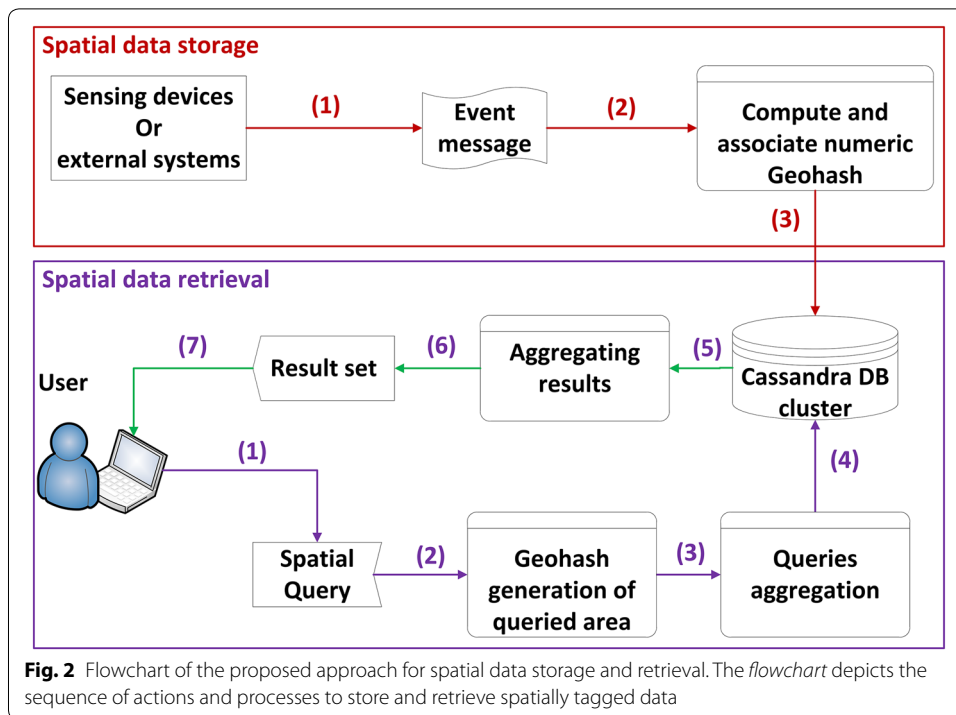 Spatial data storage
Sensing devices
Or
external systems
(1)
Event
message
(2)
Compute and
associate numeric
Geohash
(3)
Spatial data retrieval
(7)
Result set
(6)
Aggregating
results
(5)
Cassandra DB
cluster
User
(1)
Spatial
Query
(2)
Geohash
generation of
queried area
(3)
Queries
aggregation
(4)
Fig. 2 Flowchart of the proposed approach for spatial data storage and retrieval. The flowchart depicts the
sequence of actions and processes to store and retrieve spatially tagged data